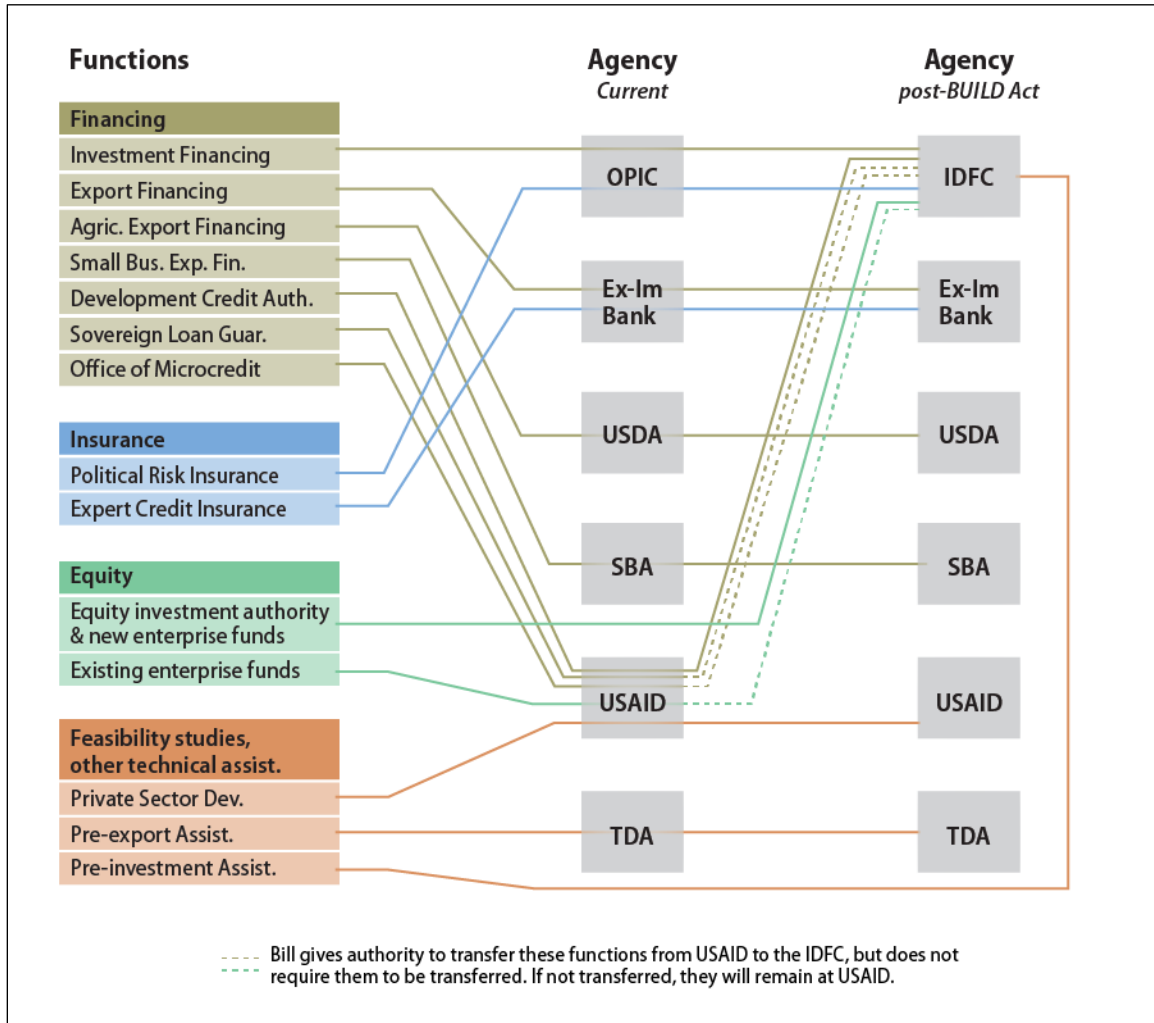 Functions
Agency
Current
Agency
post-BUILD Act
Financing
Investment Financing
Export Financing
Agric. Export Financing
Small Bus. Exp. Fin.
Development Credit Auth.
Sovereign Loan Guar.
Office of Microcredit
Insurance
Political Risk Insurance
Expert Credit Insurance
Equity
Equity investment authority
& new enterprise funds
Existing enterprise funds
Feasibility studies,
other technical assist.
Private Sector Dev.
Pre-export Assist.
Pre-investment Assist.
OPIC
Ex-Im
Bank
USDA
SBA
USAID
TDA
IDFC
Ex-Im
Bank
USDA
SBA
USAID
TDA
Bill gives authority to transfer these functions from USAID to the IDFC, but does not
require them to be transferred. If not transferred, they will remain at USAID.